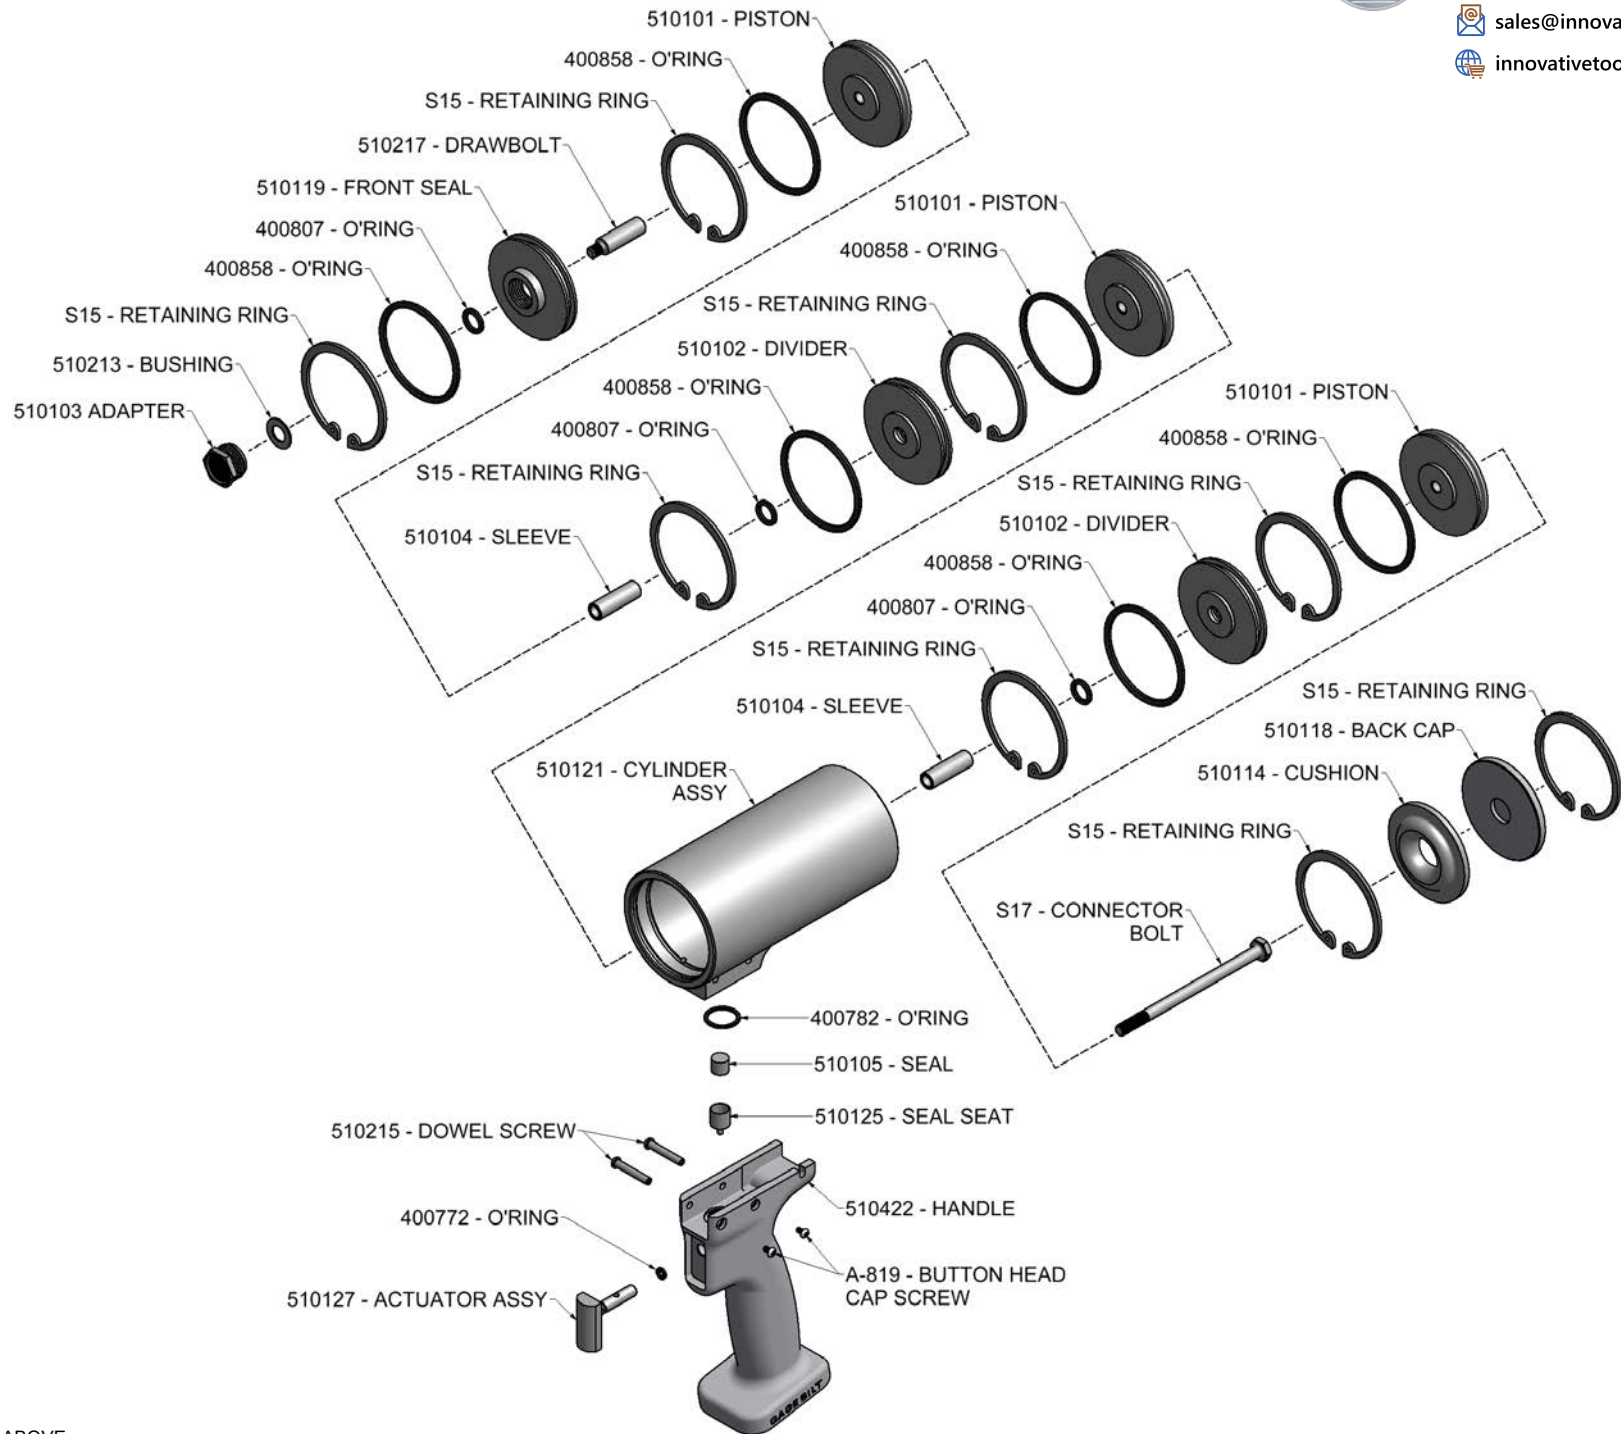 sales@innova
innovativetoo
510101 - PISTON
400858 - O'RING
S15 - RETAINING RING
510217 - DRAWBOLT
510119 - FRONT SEAL
400807 - O'RING
400858 - O'RING
S15 - RETAINING RING
510213 - BUSHING
510103 ADAPTER
510101 - PISTON
400858 - O'RING
S15 - RETAINING RING
510102 - DIVIDER
400858 - O'RING
400807 - O'RING
S15 - RETAINING RING
510104 - SLEEVE
510101 - PISTON
400858 - O'RING
S15 - RETAINING RING
510102 - DIVIDER
400858 - O'RING
400807 - O'RING
S15 - RETAINING RING
510104 - SLEEVE
510121 - CYLINDER
ASSY
S15 - RETAINING RING
510118 - BACK CAP
510114 - CUSHION
S15 - RETAINING RING
S17 - CONNECTOR
BOLT
400782 - O'RING
510105 - SEAL
510125 - SEAL SEAT
510215 - DOWEL SCREW
510422 - HANDLE
400772 - O'RING
A-819 - BUTTON HEAD
CAP SCREW
510127 - ACTUATOR ASSY
GAGE BILT